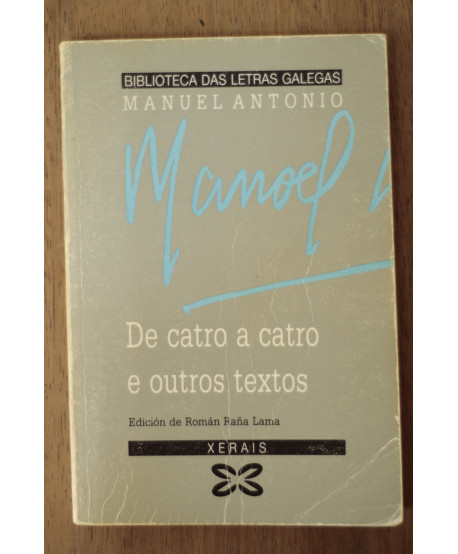 BIBLIOTECA DAS LETRAS GALEGAS
MANUEL ANTONIO
Manoel
De catro a catro
e outros textos
Edición de Román Raña Lama
XERAIS